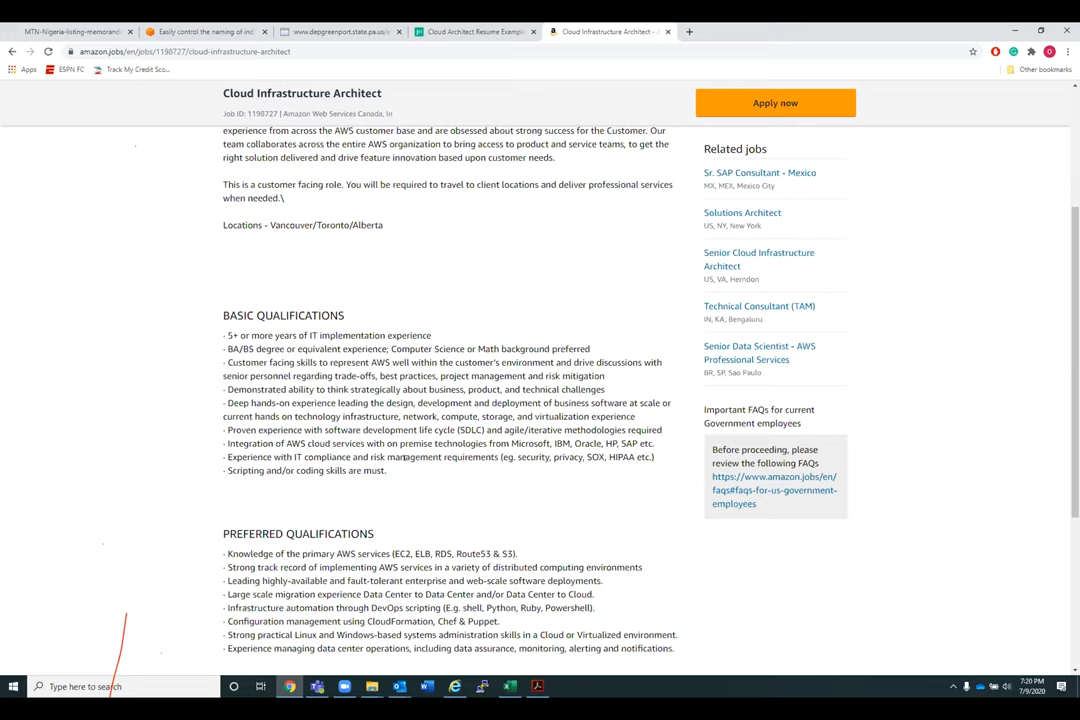 MTN-Nigeria-listing-memorand
Easily control the naming of ind
www.depgreenport.state.pa.us/e
Cloud Architect Resume Example
Cloud Infrastructure Architect - J
amazon.jobs/en/jobs/1198727/cloud-infrastructure-architect
Apps
ESPN FC
Track My Credit Sco...
Other bookmarks
Cloud Infrastructure Architect
Job ID: 1198727 | Amazon Web Services Canada, In
Apply now
experience from across the AWS customer base and are obsessed about strong success for the Customer. Our
team collaborates across the entire AWS organization to bring access to product and service teams, to get the
right solution delivered and drive feature innovation based upon customer needs.
This is a customer facing role. You will be required to travel to client locations and deliver professional services
when needed.\
Locations - Vancouver/Toronto/Alberta
BASIC QUALIFICATIONS
· 5+ or more years of IT implementation experience
· BA/BS degree or equivalent experience; Computer Science or Math background preferred
· Customer facing skills to represent AWS well within the customer's environment and drive discussions with
senior personnel regarding trade-offs, best practices, project management and risk mitigation
· Demonstrated ability to think strategically about business, product, and technical challenges
· Deep hands-on experience leading the design, development and deployment of business software at scale or
current hands on technology infrastructure, network, compute, storage, and virtualization experience
· Proven experience with software development life cycle (SDLC) and agile/iterative methodologies required
· Integration of AWS cloud services with on premise technologies from Microsoft, IBM, Oracle, HP, SAP etc.
· Experience with IT compliance and risk management requirements (eg. security, privacy, SOX, HIPAA etc.)
· Scripting and/or coding skills are must.
PREFERRED QUALIFICATIONS
· Knowledge of the primary AWS services (EC2, ELB, RDS, Route53 & S3).
· Strong track record of implementing AWS services in a variety of distributed computing environments
· Leading highly-available and fault-tolerant enterprise and web-scale software deployments.
· Large scale migration experience Data Center to Data Center and/or Data Center to Cloud.
· Infrastructure automation through DevOps scripting (E.g. shell, Python, Ruby, Powershell).
· Configuration management using CloudFormation, Chef & Puppet.
· Strong practical Linux and Windows-based systems administration skills in a Cloud or Virtualized environment.
· Experience managing data center operations, including data assurance, monitoring, alerting and notifications.
Related jobs
Sr. SAP Consultant - Mexico
MX, MEX, Mexico City
Solutions Architect
US, NY, New York
Senior Cloud Infrastructure
Architect
US, VA, Herndon
Technical Consultant (TAM)
IN, KA, Bengaluru
Senior Data Scientist - AWS
Professional Services
BR, SP, Sao Paulo
Important FAQs for current
Government employees
Before proceeding, please
review the following FAQs
https://www.amazon.jobs/en/
faqs#faqs-for-us-government-
employees
Type here to search
7:20 PM
7/9/2020